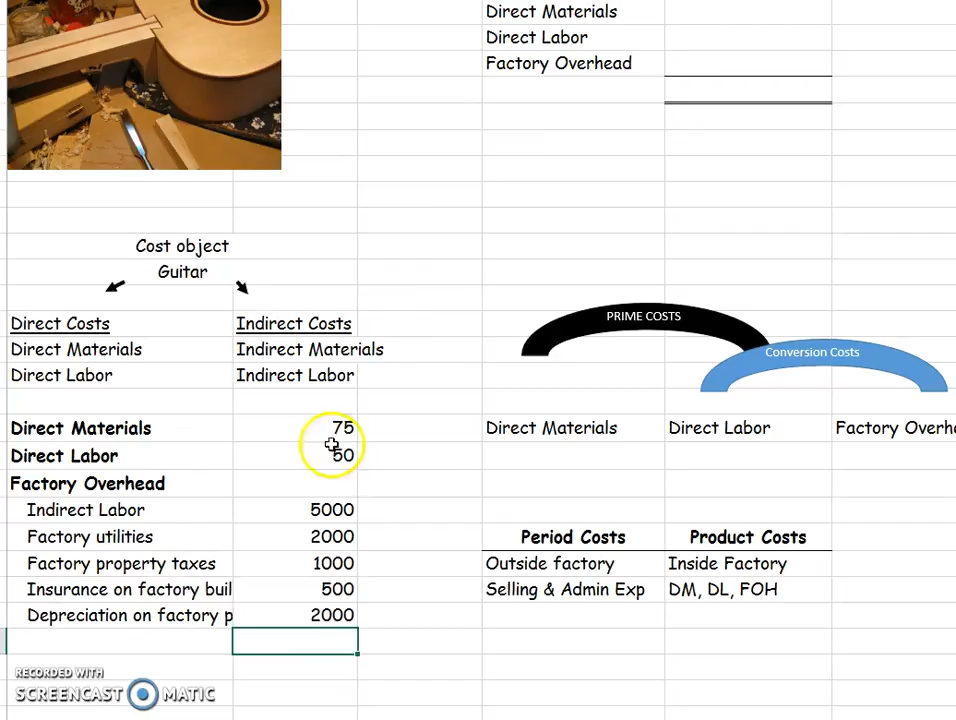 Direct Materials
Direct Labor
Factory Overhead
Cost object
Guitar
Direct Costs Indirect Costs
Direct Materials Indirect Materials
Direct Labor Indirect Labor
PRIME COSTS
Conversion Costs
Direct Materials 75
Direct Labor 50
Factory Overhead
Indirect Labor 5000
Factory utilities 2000
Factory property taxes 1000
Insurance on factory buil 500
Depreciation on factory p 2000
Direct Materials Direct Labor Factory Overhe
Period Costs Product Costs
Outside factory Inside Factory
Selling & Admin Exp DM, DL, FOH
RECORDED WITH
SCREENCAST MATIC